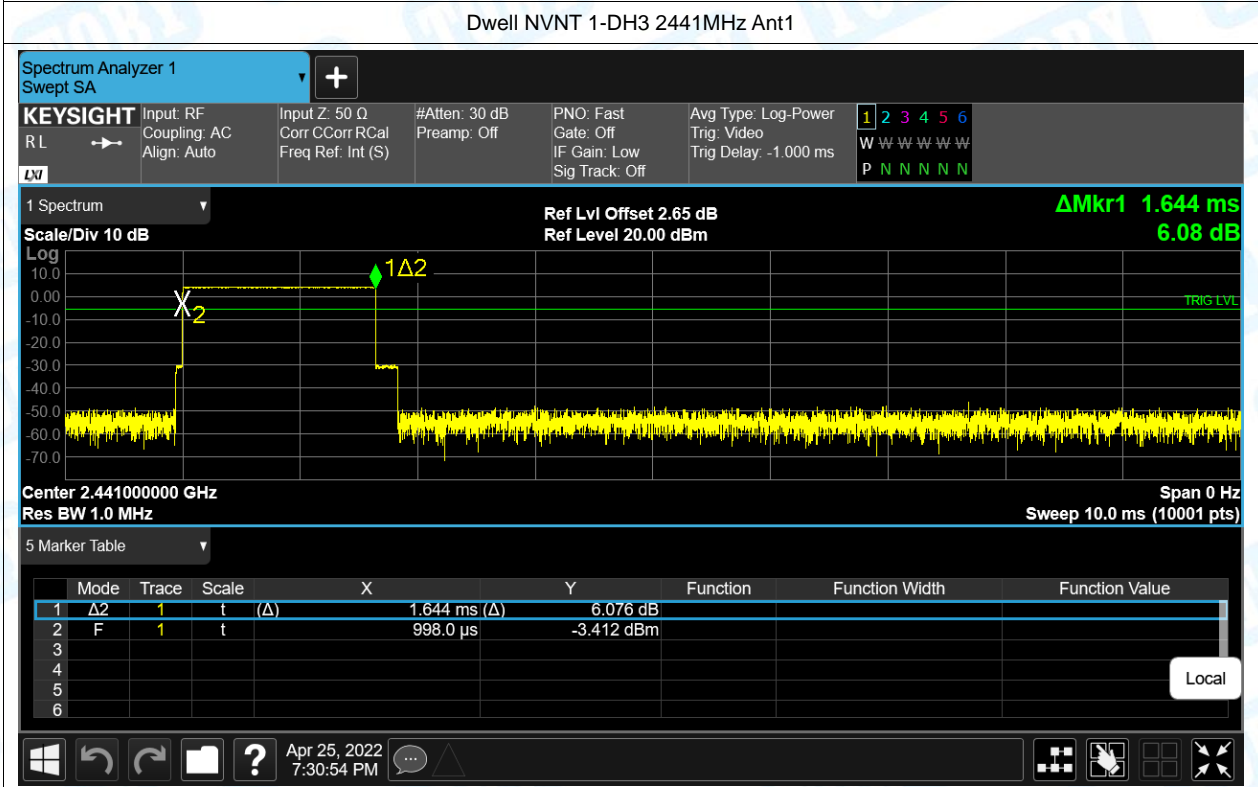 Dwell NVNT 1-DH3 2441MHz Ant1
Spectrum Analyzer 1
Swept SA
KEYSIGHT Input: RF Input Z: 50 Ω #Atten: 30 dB PNO: Fast Avg Type: Log-Power 1 2 3 4 5 6
RL Coupling: AC Corr CCorr RCal Preamp: Off Gate: Off Trig: Video W W W W W W
Align: Auto Freq Ref: Int (S) IF Gain: Low Trig Delay: -1.000 ms
LXI Sig Track: Off P N N N N N
1 Spectrum Ref Lvl Offset 2.65 dB ΔMkr1 1.644 ms
Scale/Div 10 dB Ref Level 20.00 dBm 6.08 dB
Log
10.0 1Δ2
0.00 TRIG LVL
2
-10.0
-20.0
-30.0
-40.0
-50.0
-60.0
-70.0
Center 2.441000000 GHz Span 0 Hz
Res BW 1.0 MHz Sweep 10.0 ms (10001 pts)
5 Marker Table
Mode Trace Scale X Y Function Function Width Function Value
1 Δ2 1 t (Δ) 1.644 ms (Δ) 6.076 dB
2 F 1 t 998.0 µs -3.412 dBm
3
4
5
6
Local
? Apr 25, 2022
7:30:54 PM